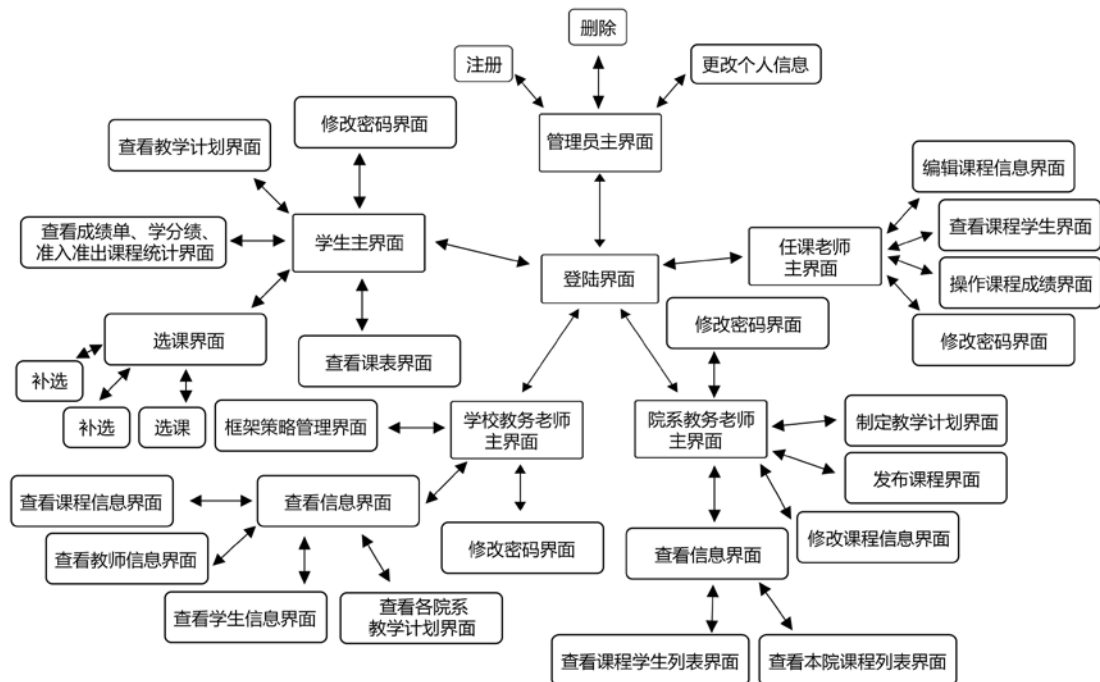 删除
注册
更改个人信息
修改密码界面
管理员主界面
查看教学计划界面
编辑课程信息界面
查看成绩单、学分绩、
准入准出课程统计界面
学生主界面
查看课程学生界面
任课老师
主界面
登陆界面
操作课程成绩界面
修改密码界面
选课界面
修改密码界面
查看课表界面
补选
补选
选课
框架策略管理界面
学校教务老师
主界面
院系教务老师
主界面
制定教学计划界面
发布课程界面
查看课程信息界面
查看信息界面
修改课程信息界面
查看教师信息界面
修改密码界面
查看信息界面
查看学生信息界面
查看各院系
教学计划界面
查看课程学生列表界面
查看本院课程列表界面